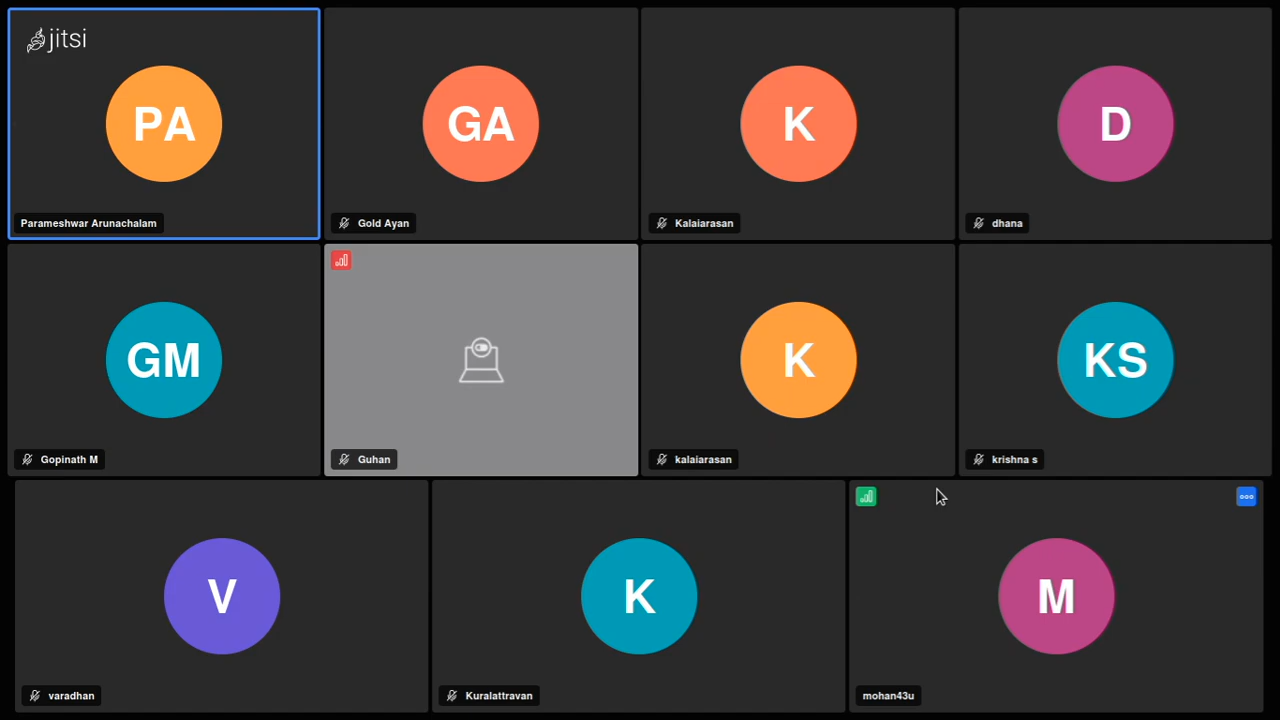 jitsi
PA
GA
K
D
Parameshwar Arunachalam
Gold Ayan
Kalaiarasan
dhana
GM
K
KS
Gopinath M
Guhan
kalaiarasan
krishna s
V
K
M
varadhan
Kuralattravan
mohan43u